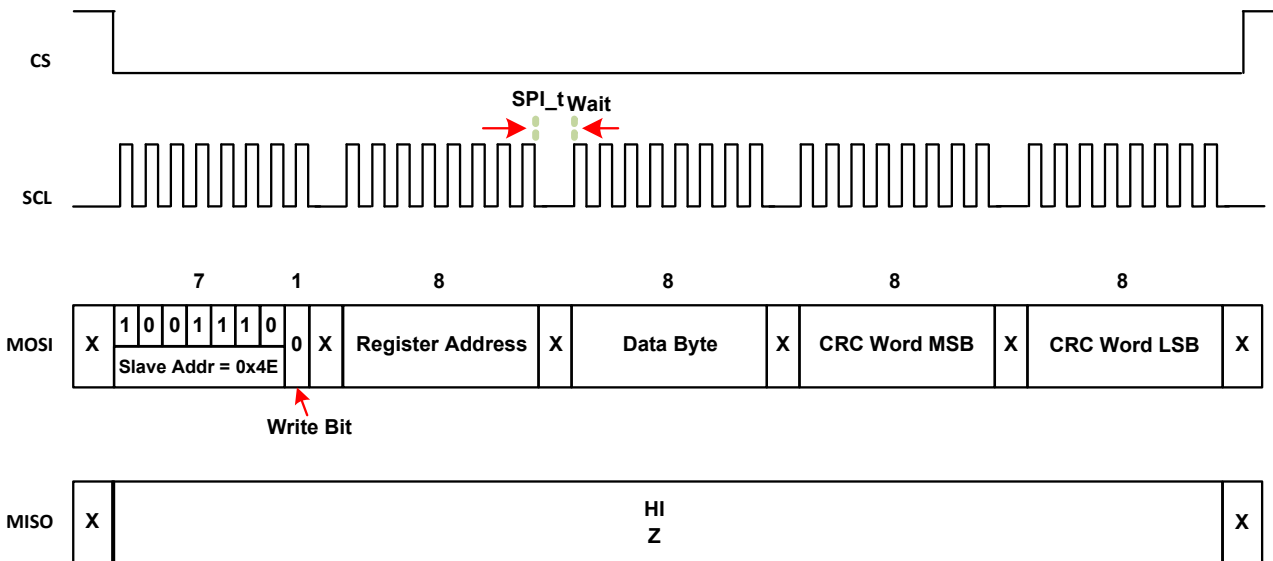 CS
SPI_t Wait
SCL
7 1 8 8 8 8
MOSI X 1 0 0 1 1 1 0 0 X Register Address X Data Byte X CRC Word MSB X CRC Word LSB X
Slave Addr = 0x4E
Write Bit
MISO X HI X
Z